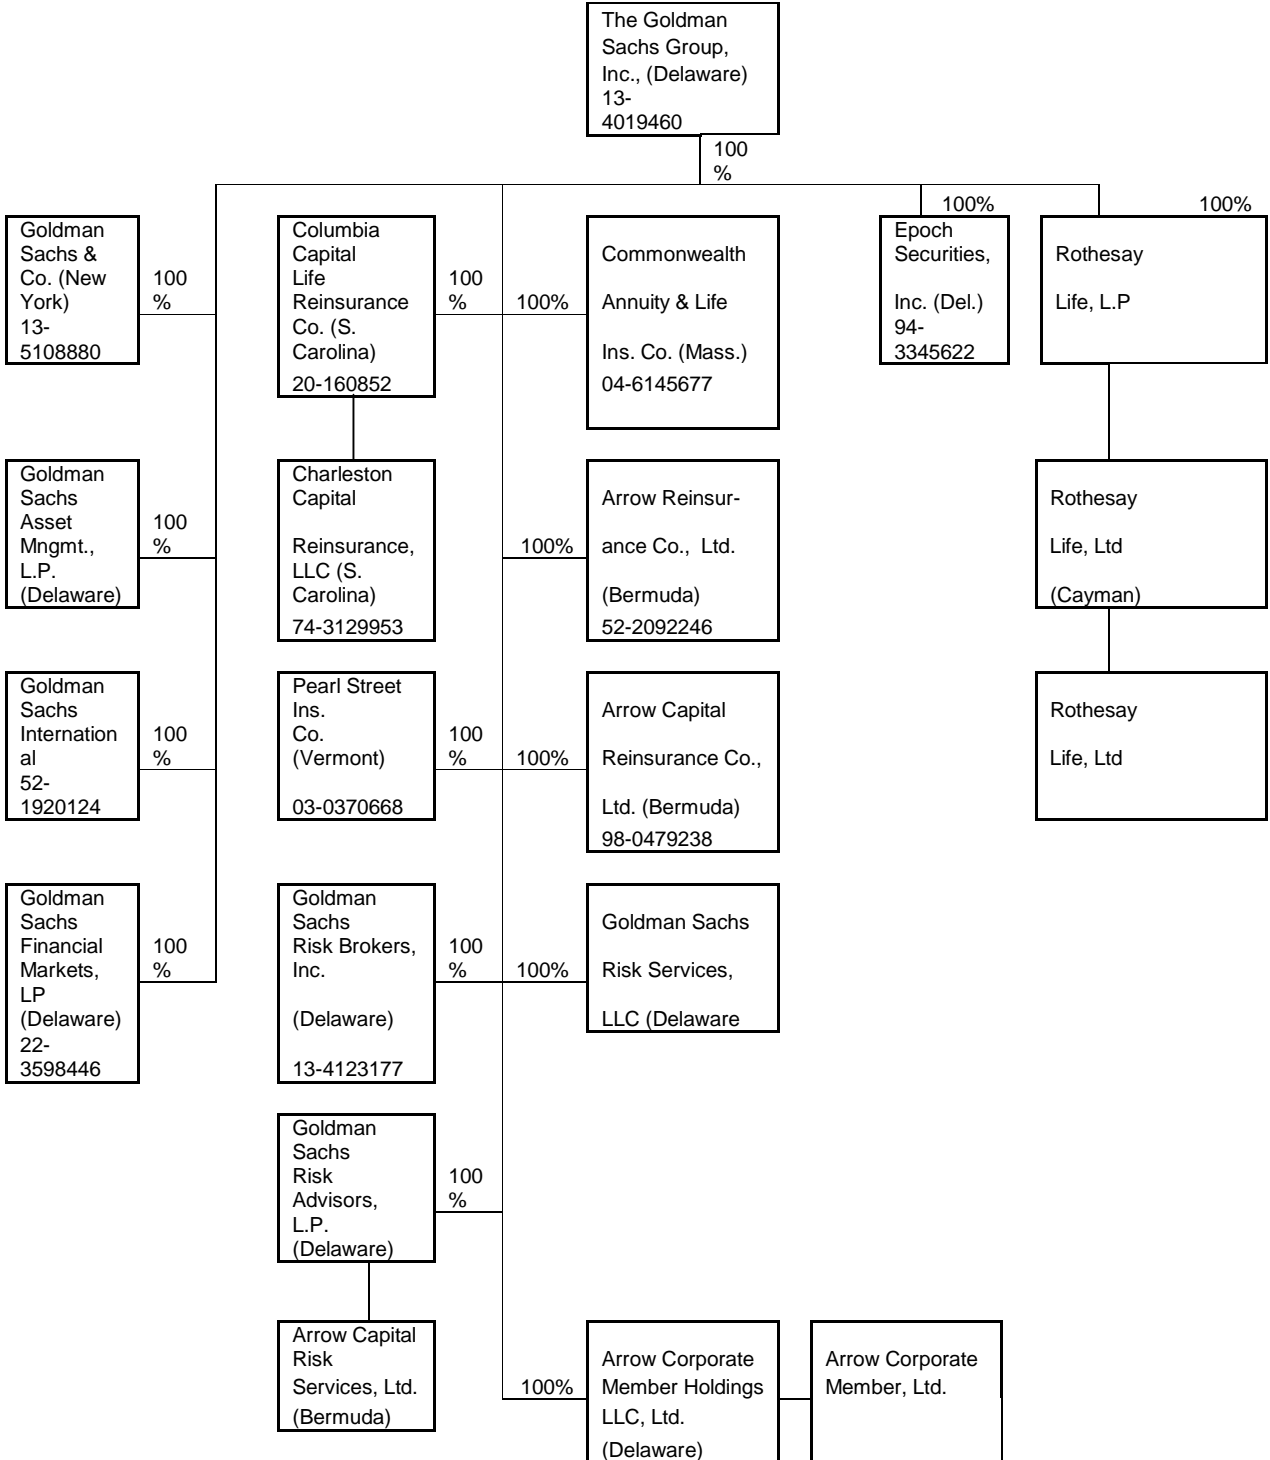 The Goldman
Sachs Group,
Inc., (Delaware)
13-
4019460
100
%
100%
100%
Goldman
Sachs &
Co. (New
York)
13-
5108880
100
%
Columbia
Capital
Life
Reinsurance
Co. (S.
Carolina)
20-160852
100
%
100%
Commonwealth
Annuity & Life
Ins. Co. (Mass.)
04-6145677
Epoch
Securities,
Inc. (Del.)
94-
3345622
Rothesay
Life, L.P
Goldman
Sachs
Asset
Mngmt.,
L.P.
(Delaware)
100
%
Charleston
Capital
Reinsurance,
LLC (S.
Carolina)
74-3129953
100%
Arrow Reinsur-
ance Co., Ltd.
(Bermuda)
52-2092246
Rothesay
Life, Ltd
(Cayman)
Goldman
Sachs
Internation
al
52-
1920124
100
%
Pearl Street
Ins.
Co.
(Vermont)
03-0370668
100
%
100%
Arrow Capital
Reinsurance Co.,
Ltd. (Bermuda)
98-0479238
Rothesay
Life, Ltd
Goldman
Sachs
Financial
Markets,
LP
(Delaware)
22-
3598446
100
%
Goldman
Sachs
Risk Brokers,
Inc.
(Delaware)
13-4123177
100
%
100%
Goldman Sachs
Risk Services,
LLC (Delaware
Goldman
Sachs
Risk
Advisors,
L.P.
(Delaware)
100
%
Arrow Capital
Risk
Services, Ltd.
(Bermuda)
100%
Arrow Corporate
Member Holdings
LLC, Ltd.
(Delaware)
Arrow Corporate
Member, Ltd.